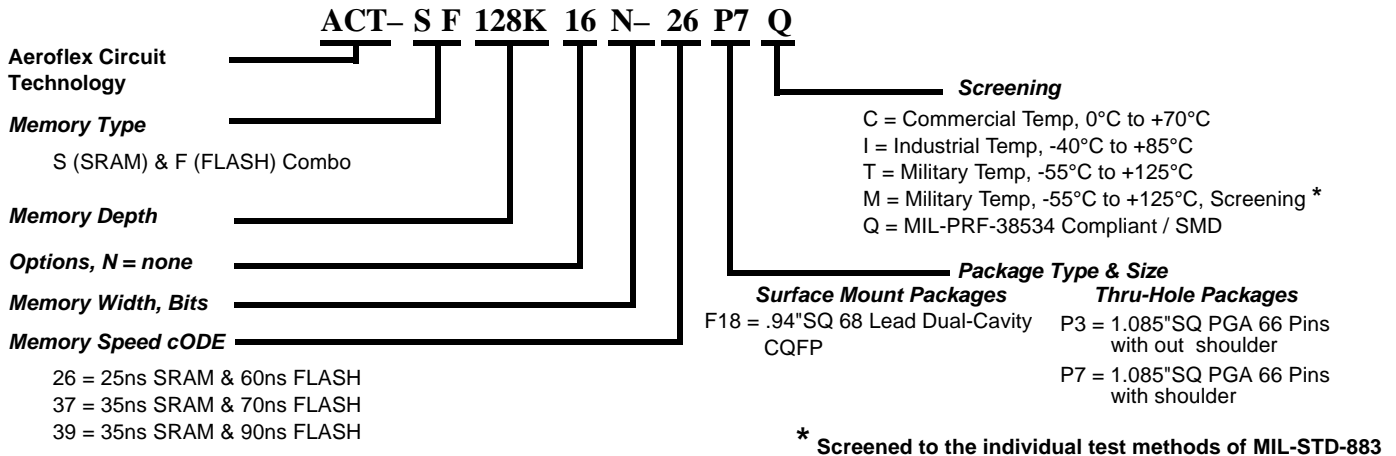 ACT– S F 128K 16 N– 26 P7 Q
Aeroflex Circuit
Technology
Memory Type
S (SRAM) & F (FLASH) Combo
Memory Depth
Options, N = none
Memory Width, Bits
Memory Speed cODE
26 = 25ns SRAM & 60ns FLASH
37 = 35ns SRAM & 70ns FLASH
39 = 35ns SRAM & 90ns FLASH
Screening
C = Commercial Temp, 0°C to +70°C
I = Industrial Temp, -40°C to +85°C
T = Military Temp, -55°C to +125°C
M = Military Temp, -55°C to +125°C, Screening *
Q = MIL-PRF-38534 Compliant / SMD
Package Type & Size
Surface Mount Packages
F18 = .94"SQ 68 Lead Dual-Cavity
CQFP
Thru-Hole Packages
P3 = 1.085"SQ PGA 66 Pins
with out shoulder
P7 = 1.085"SQ PGA 66 Pins
with shoulder
* Screened to the individual test methods of MIL-STD-883